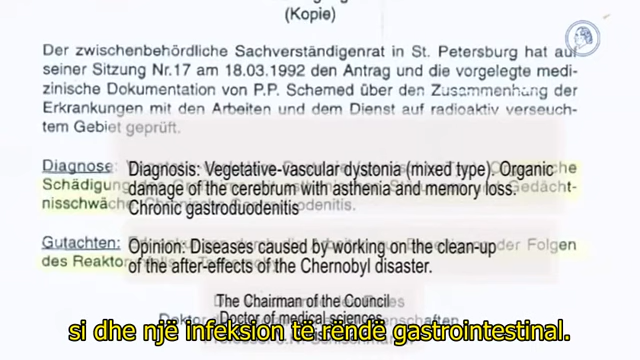 (Kopie)
Der zwischenbehördliche Sachverständigenrat in St. Petersburg hat auf
seiner Sitzung Nr.17 am 18.03.1992 den Antrag und die vorgelegte medi-
zinische Dokumentation von P.P. Schemed über den Zusammenhang der
Erkrankungen mit den Arbeiten und dem Dienst auf radioaktiv verseuch-
tem Gebiet geprüft.
Diagnose:
Diagnosis: Vegetative-vascular dystonia (mixed type). Organic
Schädigung
damage of the cerebrum with asthenia and memory loss.
Gedächt-
nisschwäche
Chronic gastroduodenitis
Gutachten:
Opinion: Diseases caused by working on the clean-up
der Folgen
des Reaktor
of the after-effects of the Chernobyl disaster.
The Chairman of the Council
Doctor of medical sciences
si dhe një infeksion të rëndë gastrointestinal.